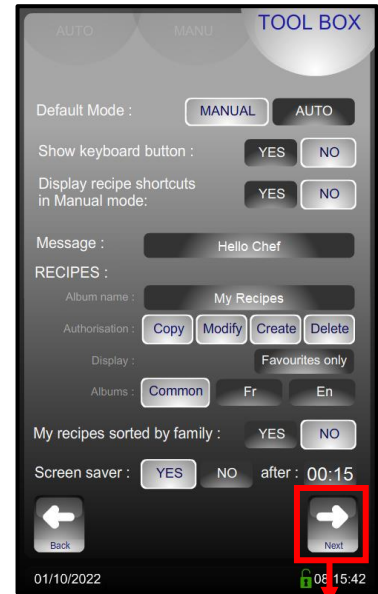 AUTO MANU TOOL BOX
Default Mode : MANUAL AUTO
Show keyboard button : YES NO
Display recipe shortcuts
in Manual mode: YES NO
Message : Hello Chef
RECIPES :
Album name : My Recipes
Authorisation : Copy Modify Create Delete
Display : Favourites only
Albums : Common Fr En
My recipes sorted by family : YES NO
Screen saver : YES NO after : 00:15
Back Next
01/10/2022 08:15:42